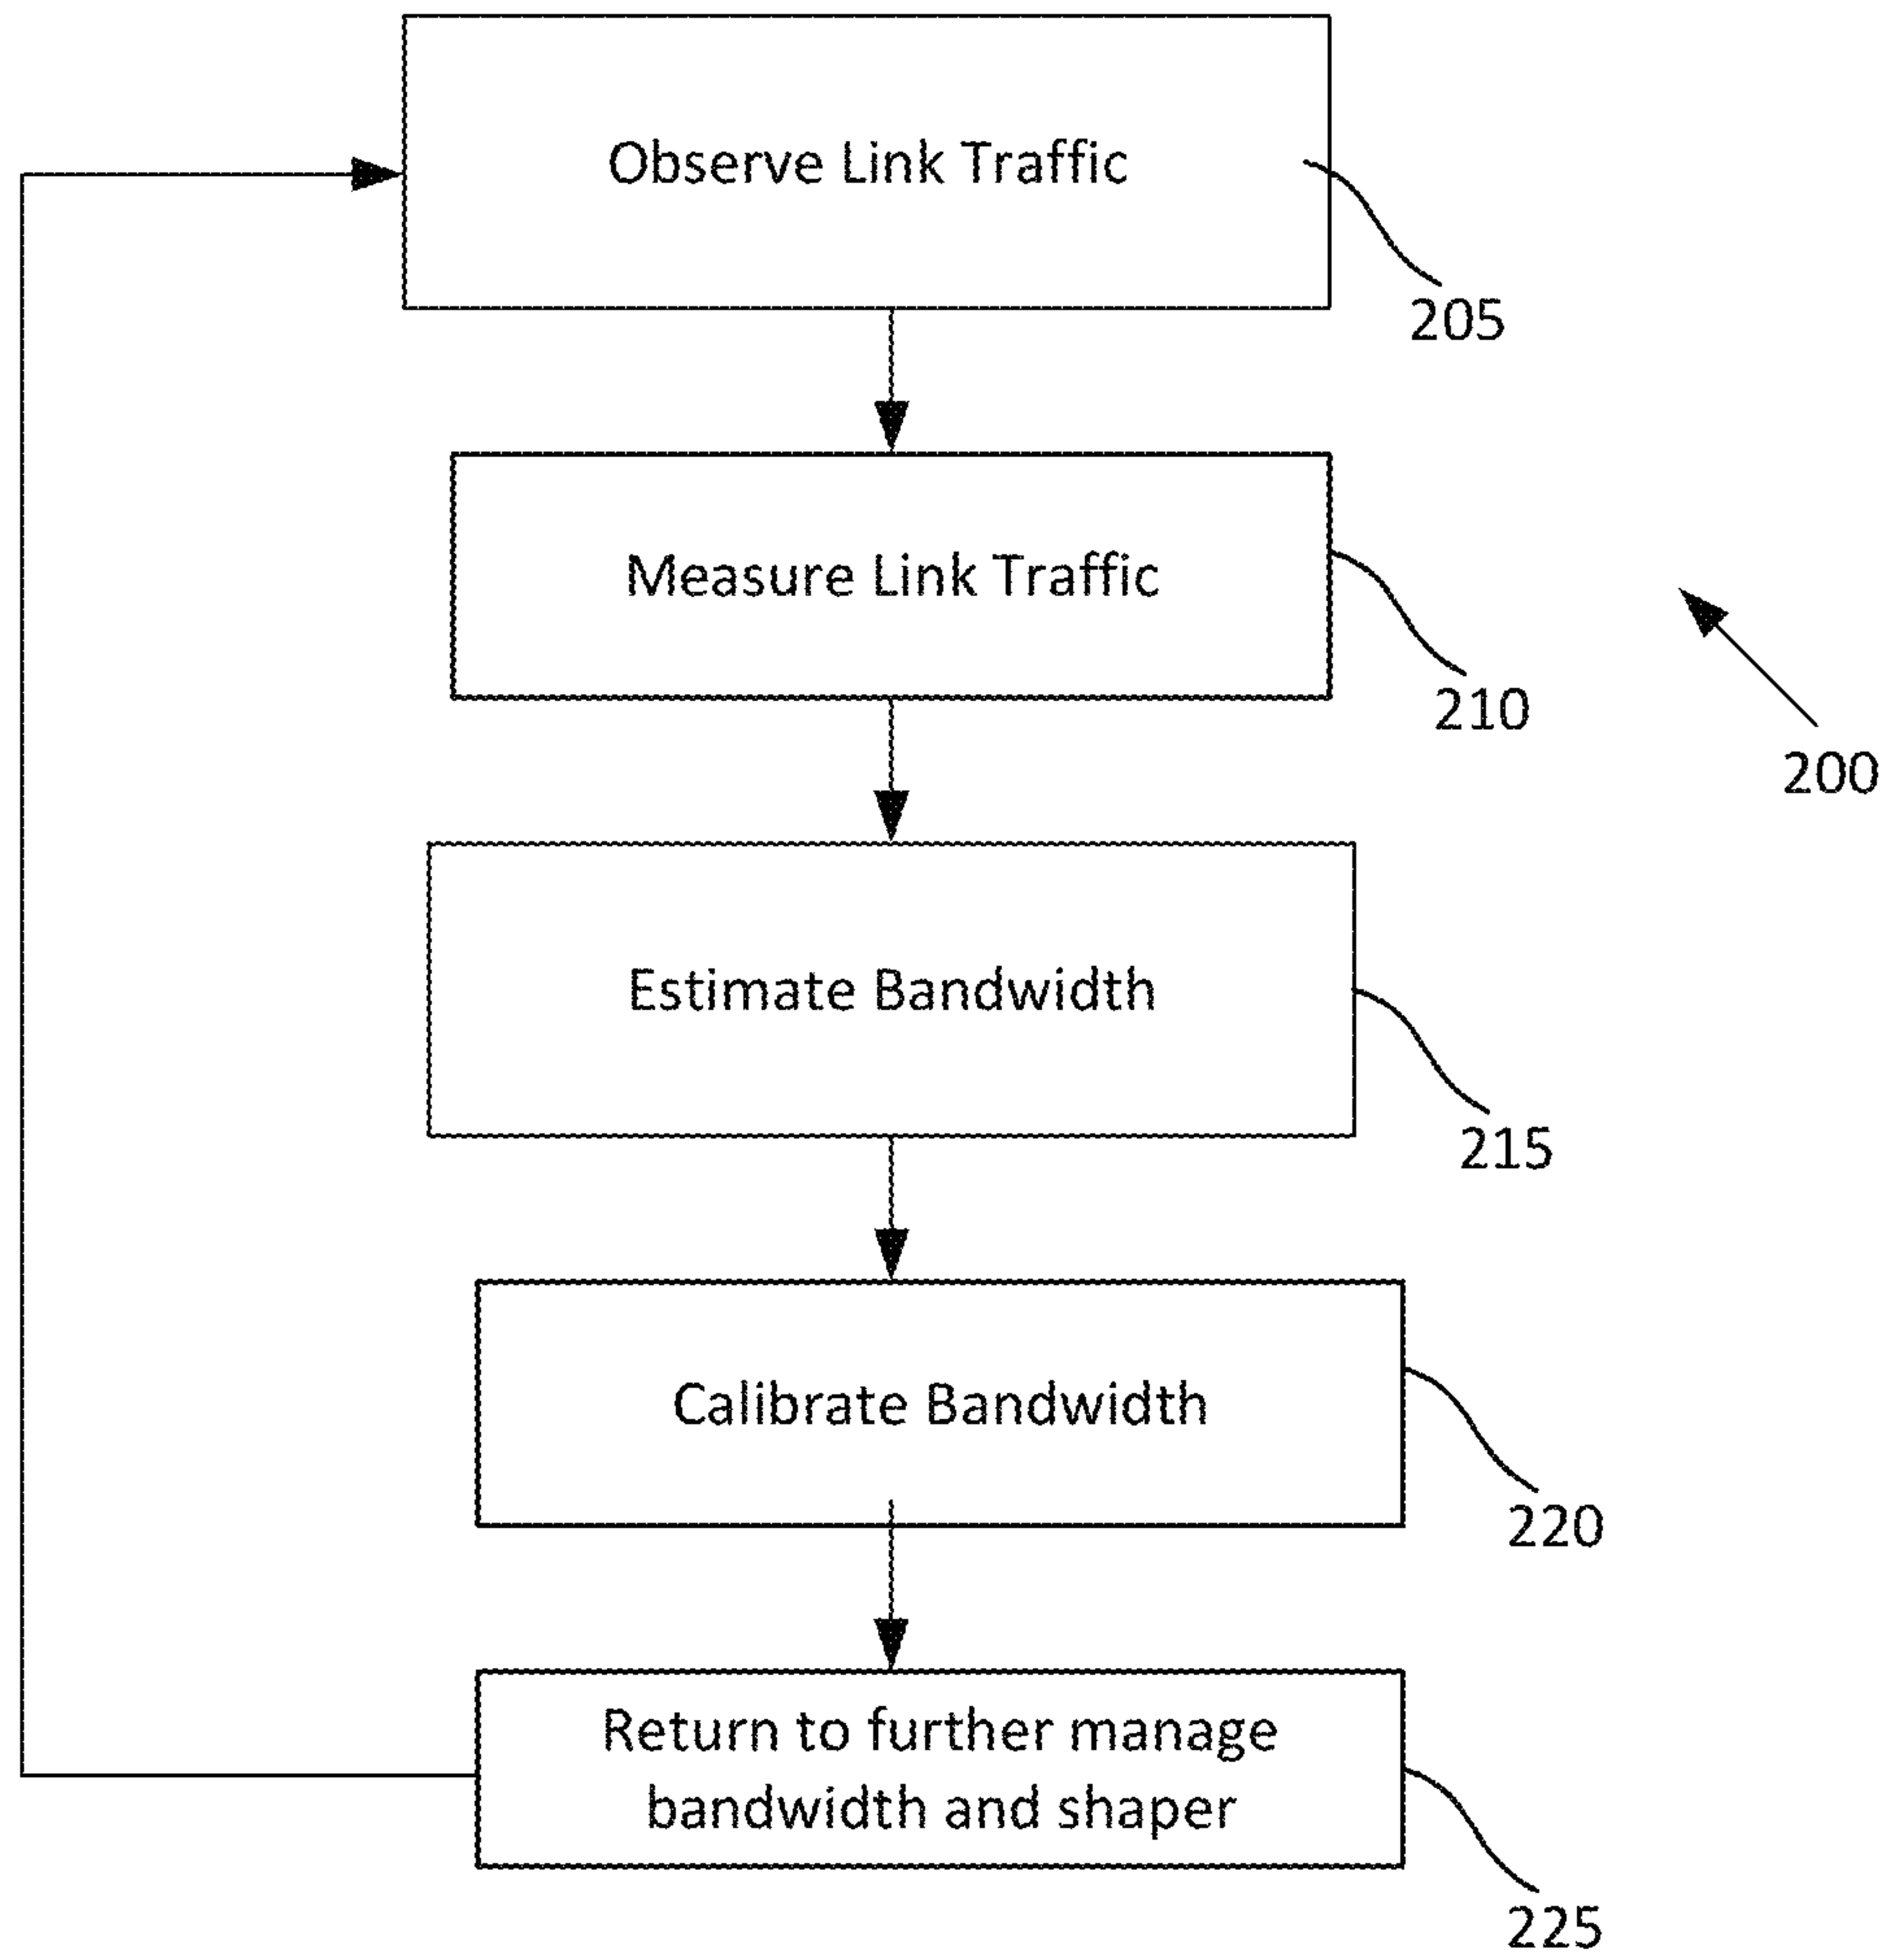 Observe Link Traffic
205
Measure Link Traffic
210
200
Estimate Bandwidth
215
Calibrate Bandwidth
220
Return to further manage
bandwidth and shaper
225